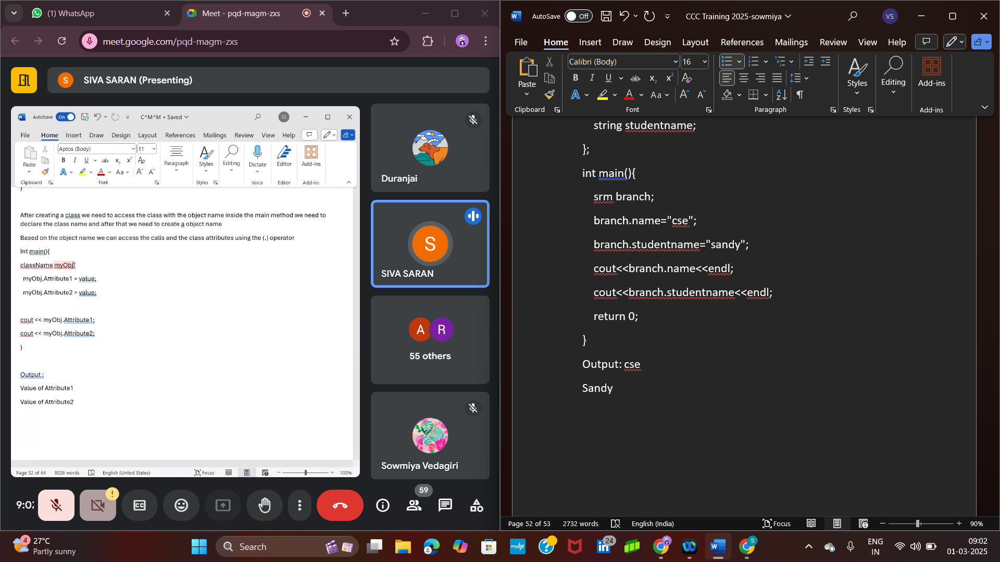 (1) WhatsApp
Meet - pqd-magm-zxs
meet.google.com/pqd-magm-zxs
S
SIVA SARAN (Presenting)
AutoSave On
C^M^M • Saved
SS
File Home Insert Draw Design Layout References Mailings Review View Help
Paste
Aptos (Body) 11
Paragraph
Styles
Editing
Dictate
Editor
Add-ins
Clipboard Font Styles Voice Editor Add-ins
}
After creating a class we need to access the class with the object name inside the main method we need to
declare the class name and after that we need to create a object name
Based on the object name we can access the calls and the class attributes using the (.) operator
Int main(){
className myObj
myObj.Attribute1 = value;
myObj.Attribute2 = value;
cout << myObj.Attribute1;
cout << myObj.Attribute2;
}
Output :
Value of Attribute1
Value of Attribute2
Page 52 of 64 8026 words English (United States) Focus 100%
Duranjai
S
SIVA SARAN
A R
55 others
Sowmiya Vedagiri
9:02
59
AutoSave Off
CCC Training 2025-sowmiya
VS
File Home Insert Draw Design Layout References Mailings Review View Help
Paste
Calibri (Body) 16
Styles
Editing
Add-ins
Clipboard Font Paragraph Styles Add-ins
string studentname;
};
int main(){
srm branch;
branch.name="cse";
branch.studentname="sandy";
cout<<branch.name<<endl;
cout<<branch.studentname<<endl;
return 0;
}
Output: cse
Sandy
Page 52 of 53 2732 words English (India) Focus 90%
4
27°C
Partly sunny
Search
myhp
24
S
ENG
IN
09:02
01-03-2025